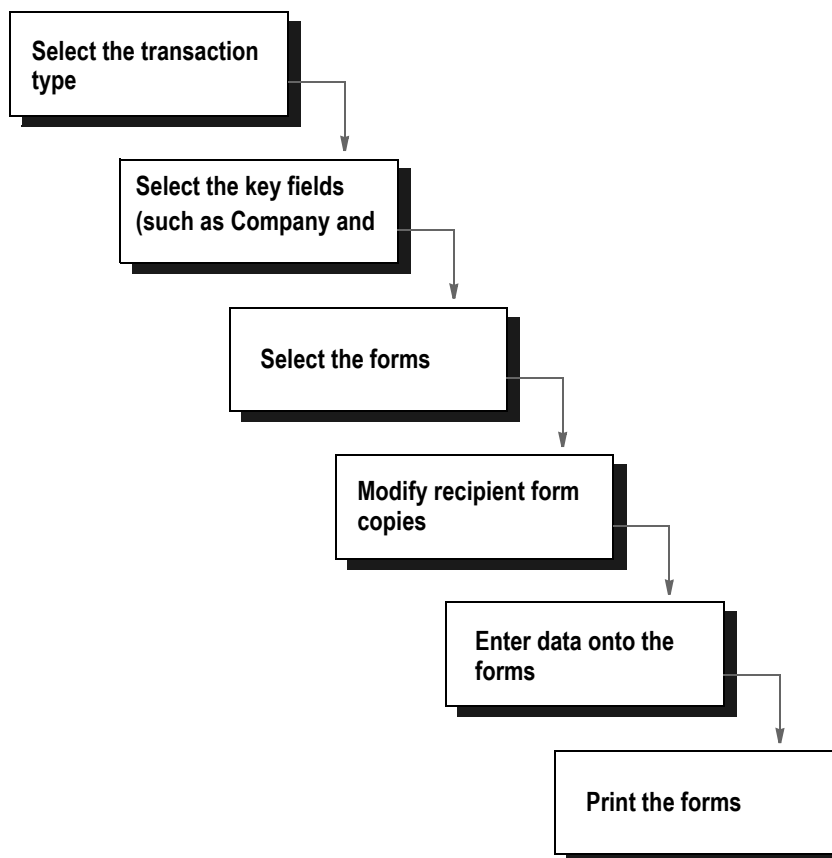 Select the transaction
type
Select the key fields
(such as Company and
Select the forms
Modify recipient form
copies
Enter data onto the
forms
Print the forms